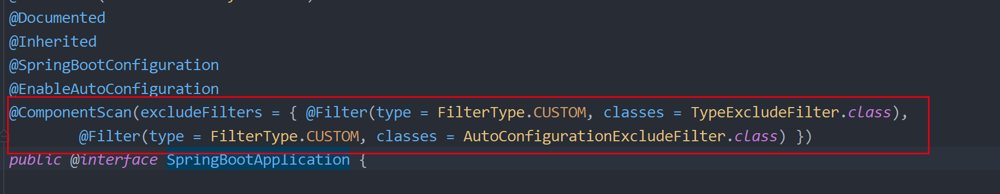 @Documented
@Inherited
@SpringBootConfiguration
@EnableAutoConfiguration
@ComponentScan(excludeFilters = { @Filter(type = FilterType.CUSTOM, classes = TypeExcludeFilter.class),
@Filter(type = FilterType.CUSTOM, classes = AutoConfigurationExcludeFilter.class) })
public @interface SpringBootApplication {